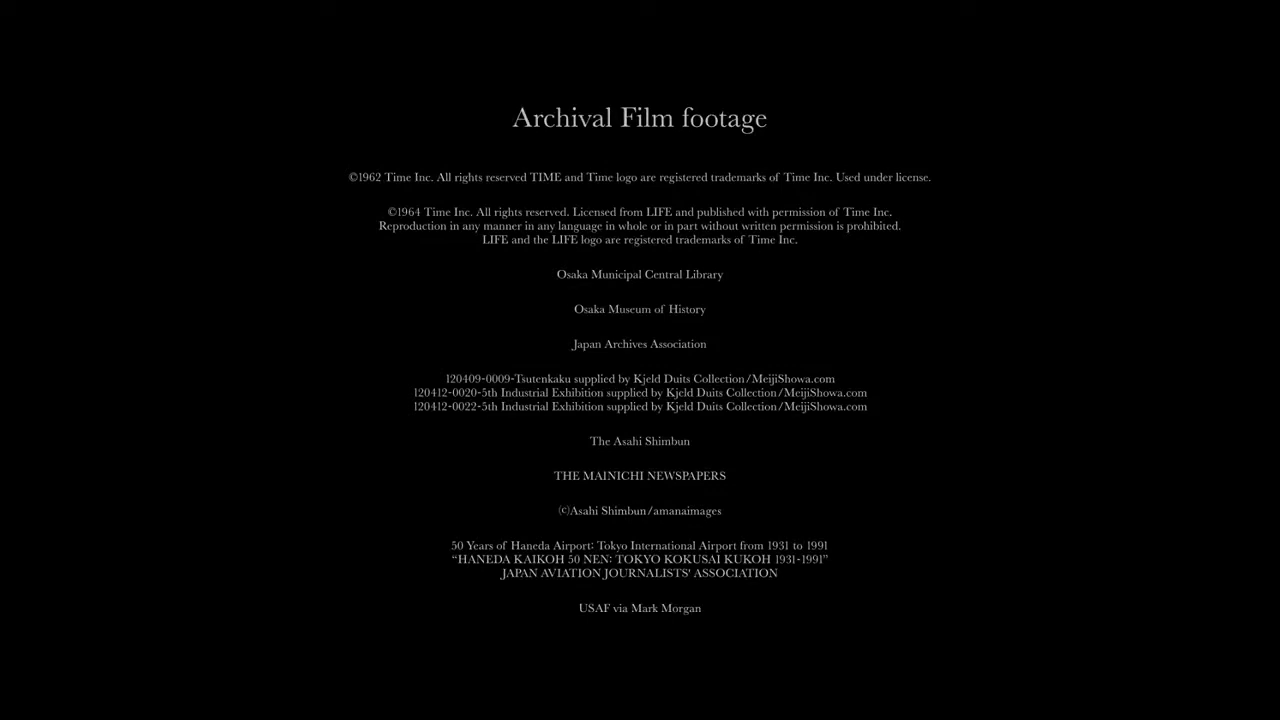 Archival Film footage
©1962 Time Inc. All rights reserved TIME and Time logo are registered trademarks of Time Inc. Used under license.
©1964 Time Inc. All rights reserved. Licensed from LIFE and published with permission of Time Inc.
Reproduction in any manner in any language in whole or in part without written permission is prohibited.
LIFE and the LIFE logo are registered trademarks of Time Inc.
Osaka Municipal Central Library
Osaka Museum of History
Japan Archives Association
120409-0009-Tsutenkaku supplied by Kjeld Duits Collection/MeijiShowa.com
120412-0020-5th Industrial Exhibition supplied by Kjeld Duits Collection/MeijiShowa.com
120412-0022-5th Industrial Exhibition supplied by Kjeld Duits Collection/MeijiShowa.com
The Asahi Shimbun
THE MAINICHI NEWSPAPERS
(c)Asahi Shimbun/amanaimages
50 Years of Haneda Airport: Tokyo International Airport from 1931 to 1991
“HANEDA KAIKOH 50 NEN: TOKYO KOKUSAI KUKOH 1931-1991”
JAPAN AVIATION JOURNALISTS' ASSOCIATION
USAF via Mark Morgan